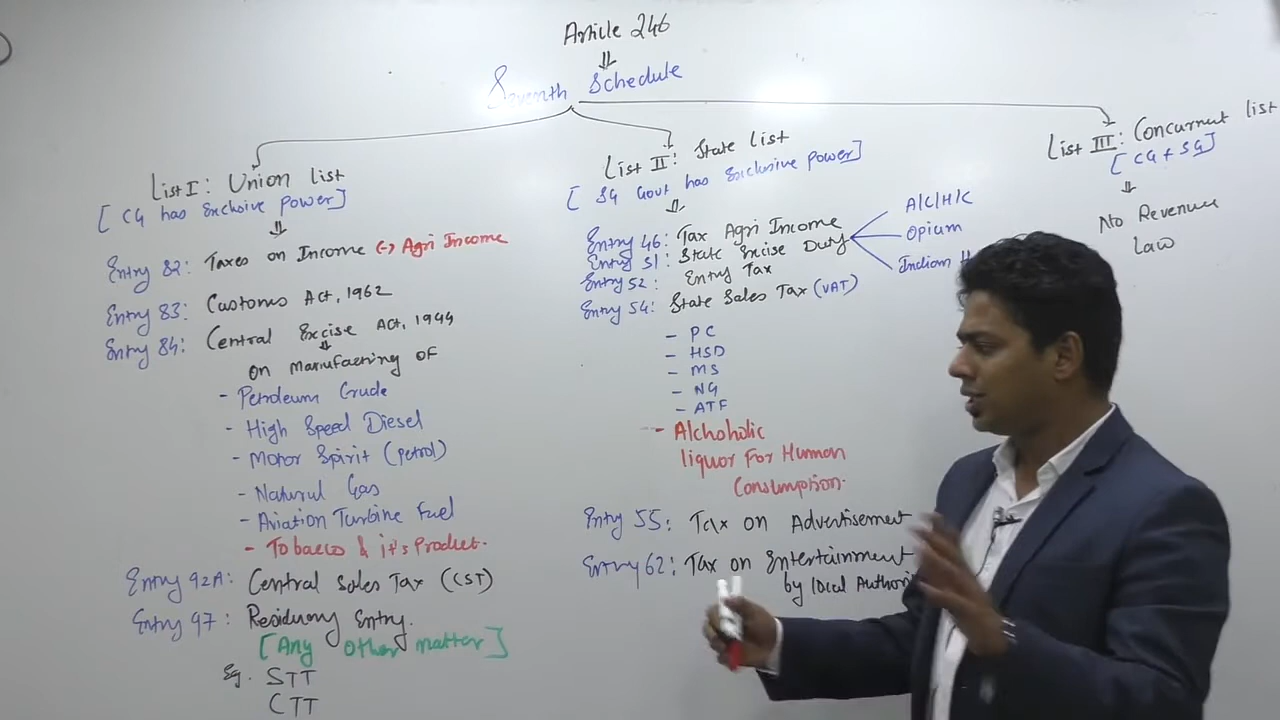 Article 246
⇓
Seventh Schedule
List I: Union list
[CG has Exclusive power]
⇓
Entry 82: Taxes on Income (-) Agri Income
Entry 83: Customs Act, 1962
Entry 84: Central Excise Act, 1944
⇓
on manufacturing OF
- Petroleum Crude
- High Speed Diesel
- Motor Spirit (petrol)
- Natural Gas
- Aviation Turbine Fuel
- Tobacco & it's Product.
Entry 92A: Central Sales Tax (CST)
Entry 97: Residuary Entry.
[Any other matter]
Eg. STT
CTT
List II: State list
[SG Govt has Exclusive power]
⇓
Entry 46: Tax Agri Income
Entry 51: State Excise Duty
A/C/H/C
Opium
Indian H
Entry 52: Entry Tax
Entry 54: State Sales Tax (VAT)
- PC
- HSD
- MS
- NG
- ATF
- Alchoholic
liquor For Human
Consumption.
Entry 55: Tax on Advertisement
Entry 62: Tax on Entertainment
by local Authori
List III: Concurrent list
[CG + SG]
⇓
No Revenue
Law